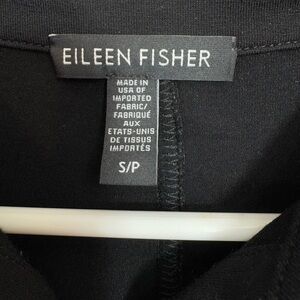 EILEEN FISHER
MADE IN
USA OF
IMPORTED
FABRIC/
FABRIQUÉ
AUX
ETATS-UNIS
DE TISSUS
IMPORTÉS
S/P